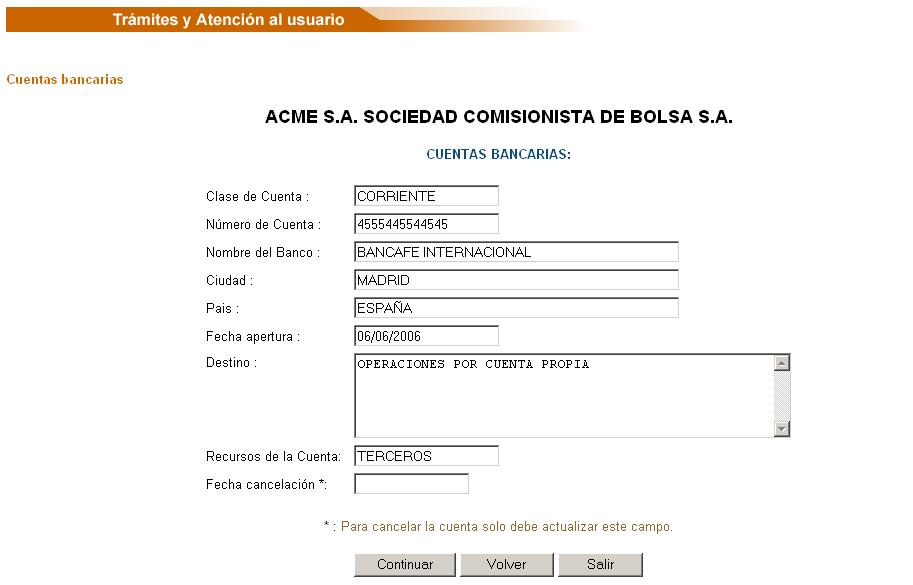 Trámites y Atención al usuario
Cuentas bancarias
ACME S.A. SOCIEDAD COMISIONISTA DE BOLSA S.A.
CUENTAS BANCARIAS:
Clase de Cuenta : CORRIENTE
Número de Cuenta : 4555445544545
Nombre del Banco : BANCAFE INTERNACIONAL
Ciudad : MADRID
Pais : ESPAÑA
Fecha apertura : 06/06/2006
Destino : OPERACIONES POR CUENTA PROPIA
Recursos de la Cuenta: TERCEROS
Fecha cancelación *:
* : Para cancelar la cuenta solo debe actualizar este campo.
Continuar Volver Salir